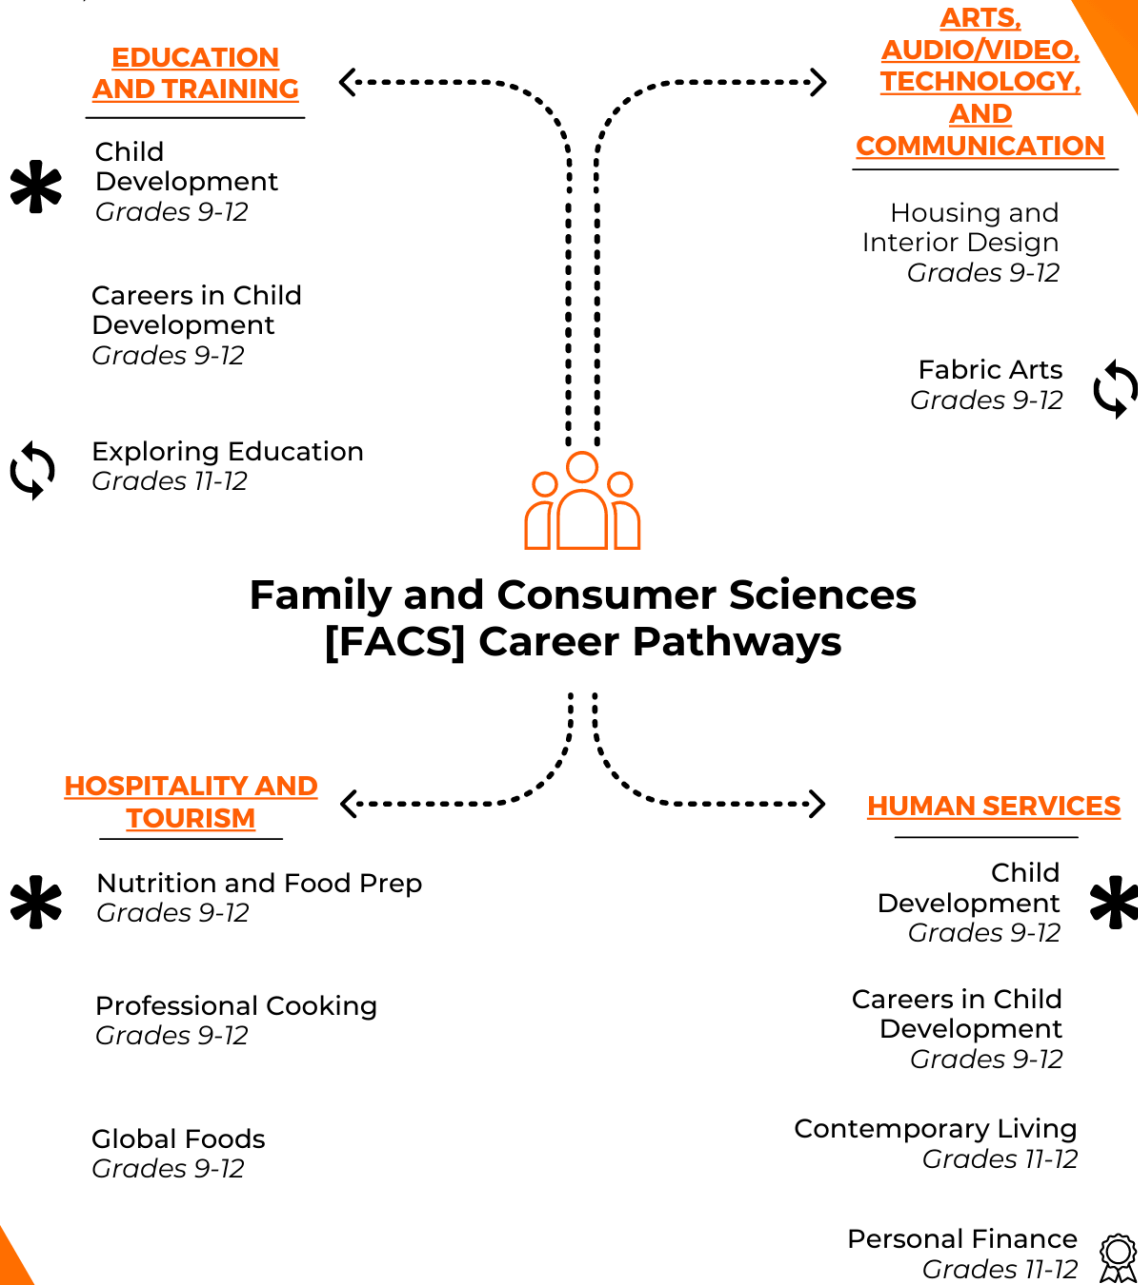 EDUCATION
AND TRAINING
Child
Development
Grades 9-12
Careers in Child
Development
Grades 9-12
Exploring Education
Grades 11-12
ARTS,
AUDIO/VIDEO,
TECHNOLOGY,
AND
COMMUNICATION
Housing and
Interior Design
Grades 9-12
Fabric Arts
Grades 9-12
Family and Consumer Sciences
[FACS] Career Pathways
HOSPITALITY AND
TOURISM
Nutrition and Food Prep
Grades 9-12
Professional Cooking
Grades 9-12
Global Foods
Grades 9-12
HUMAN SERVICES
Child
Development
Grades 9-12
Careers in Child
Development
Grades 9-12
Contemporary Living
Grades 11-12
Personal Finance
Grades 11-12